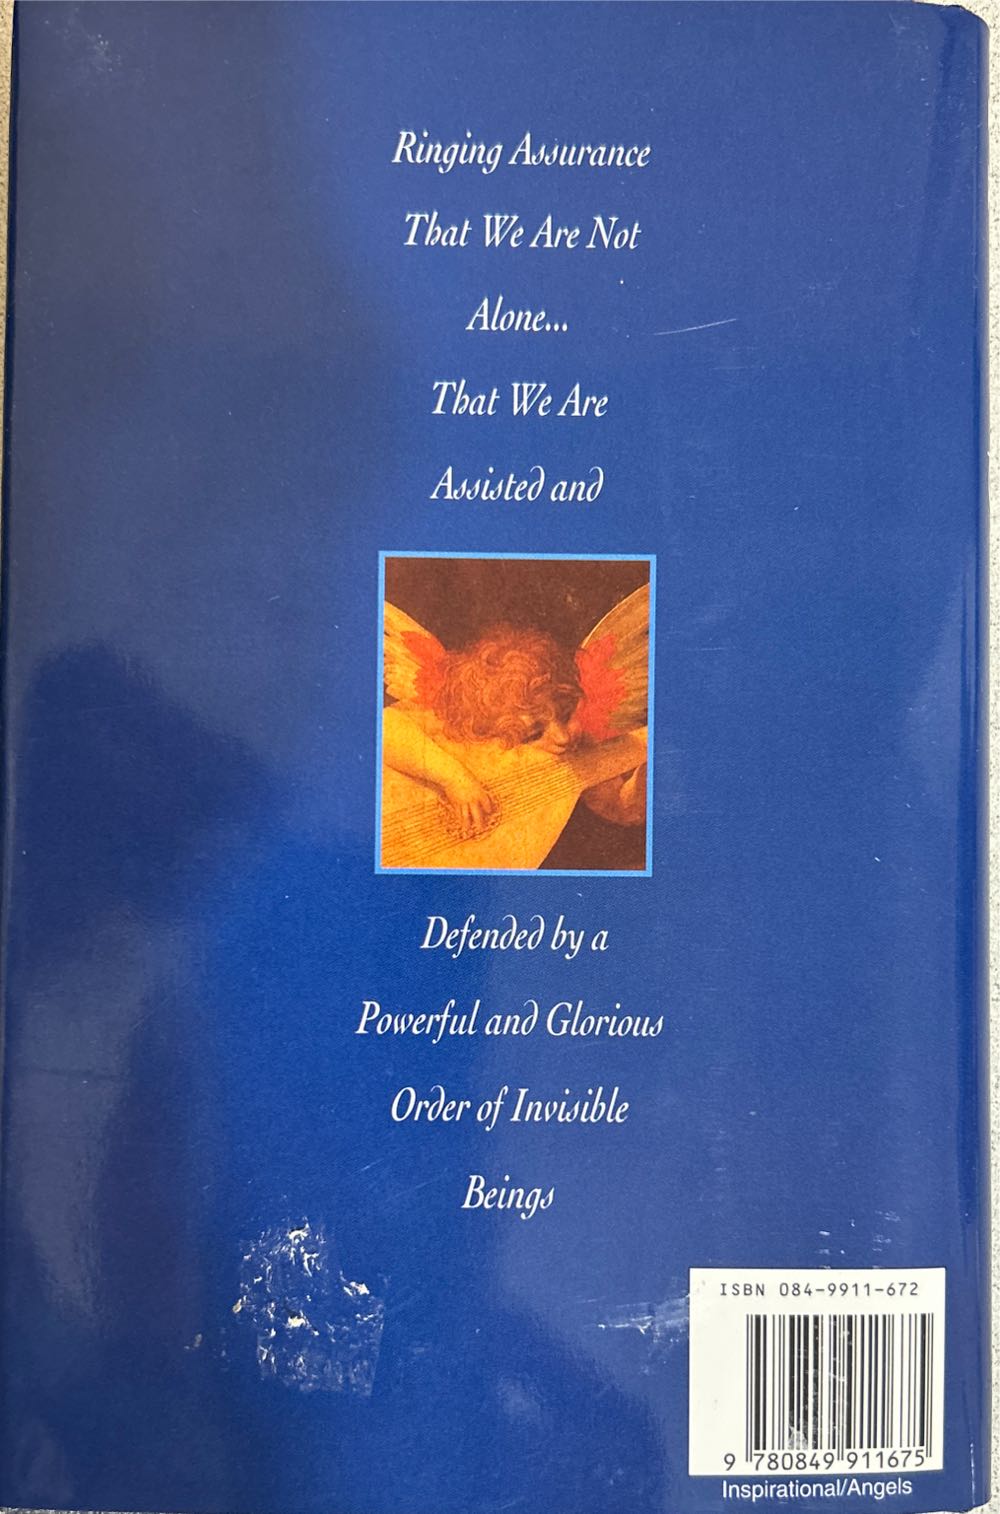 Ringing Assurance
That We Are Not
Alone...
That We Are
Assisted and
Defended by a
Powerful and Glorious
Order of Invisible
Beings
ISBN 084-9911-672
9 780849 911675
Inspirational/Angels